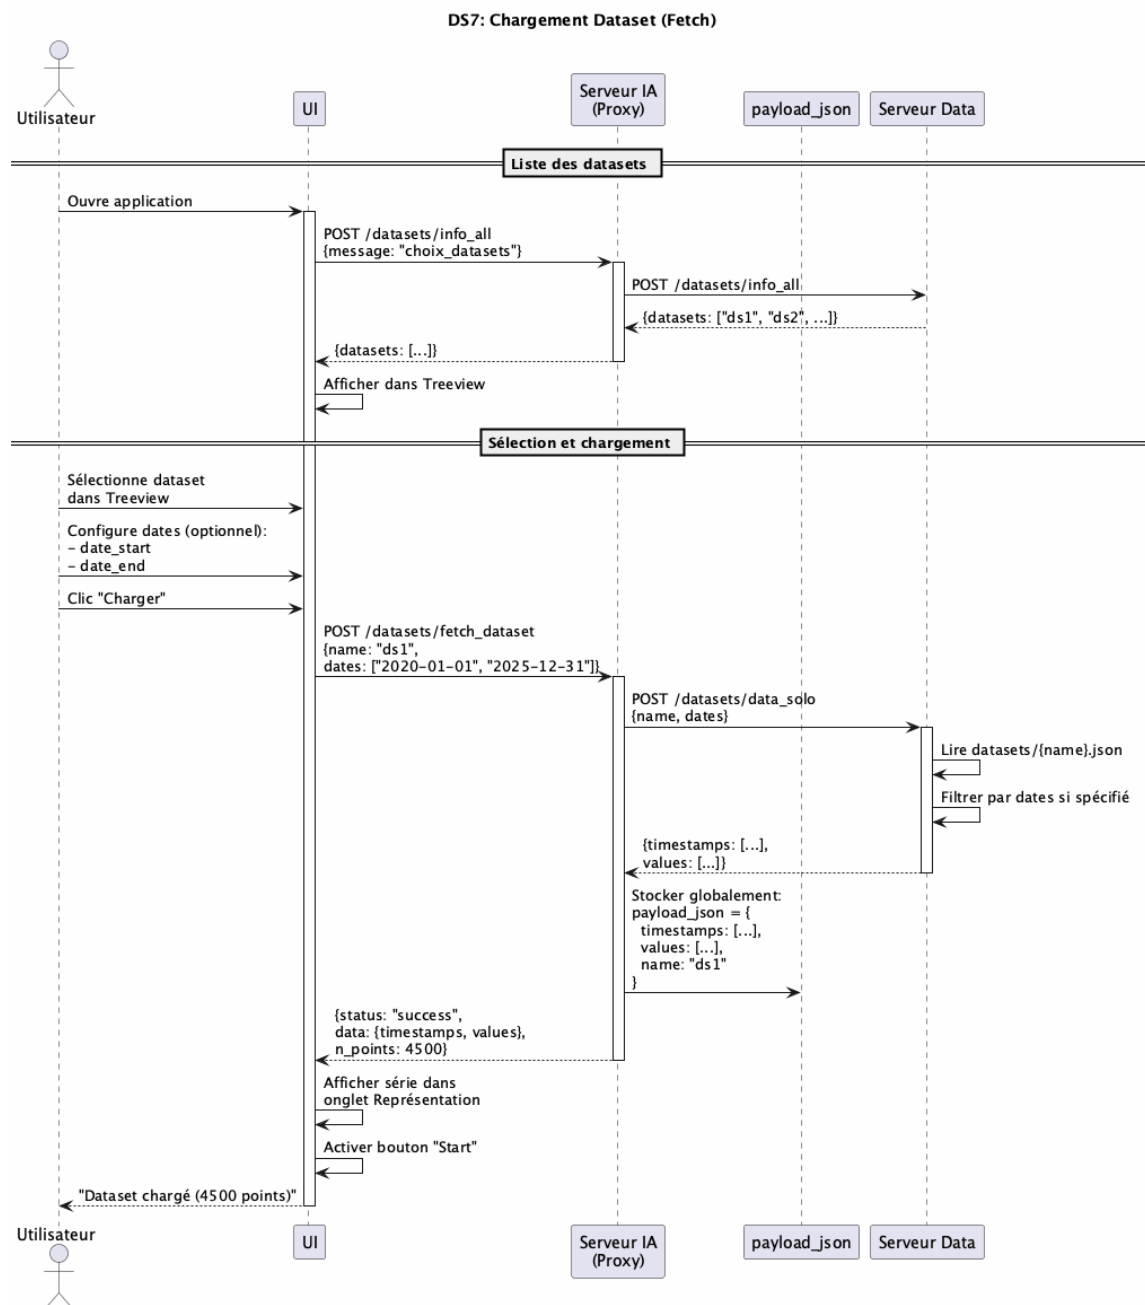 DS7: Chargement Dataset (Fetch)
Utilisateur
UI
Serveur IA
(Proxy)
payload_json
Serveur Data
Liste des datasets
Ouvre application
POST /datasets/info_all
{message: "choix_datasets"}
POST /datasets/info_all
{datasets: ["ds1", "ds2", ...]}
{datasets: [...]}
Afficher dans Treeview
Sélection et chargement
Sélectionne dataset
dans Treeview
Configure dates (optionnel):
- date_start
- date_end
Clic "Charger"
POST /datasets/fetch_dataset
{name: "ds1",
dates: ["2020-01-01", "2025-12-31"]}
POST /datasets/data_solo
{name, dates}
Lire datasets/{name}.json
Filtrer par dates si spécifié
{timestamps: [...],
values: [...]}
Stocker globalement:
payload_json = {
timestamps: [...],
values: [...],
name: "ds1"
}
{status: "success",
data: {timestamps, values},
n_points: 4500}
Afficher série dans
onglet Représentation
Activer bouton "Start"
"Dataset chargé (4500 points)"
Utilisateur
UI
Serveur IA
(Proxy)
payload_json
Serveur Data